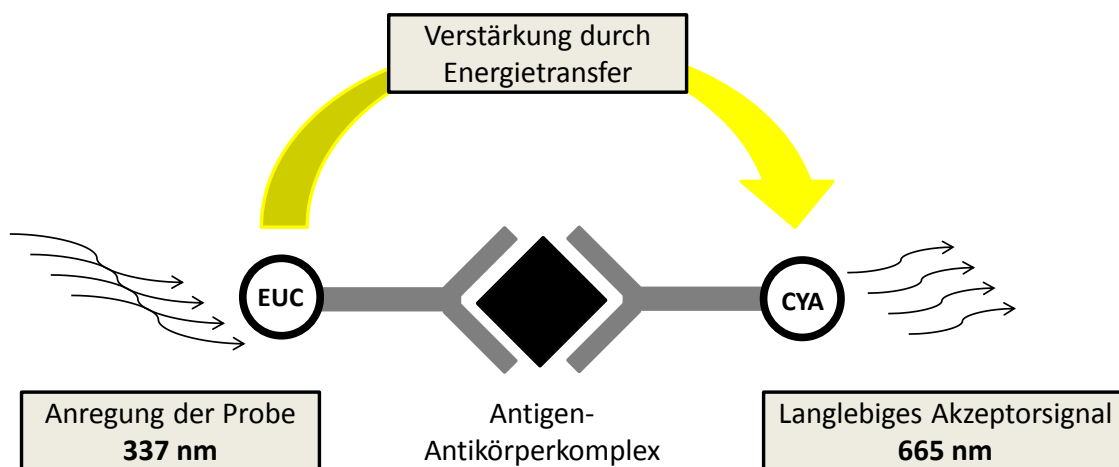 Verstärkung durch
Energietransfer
EUC
CYA
Anregung der Probe
337 nm
Antigen-
Antikörperkomplex
Langlebiges Akzeptorsignal
665 nm